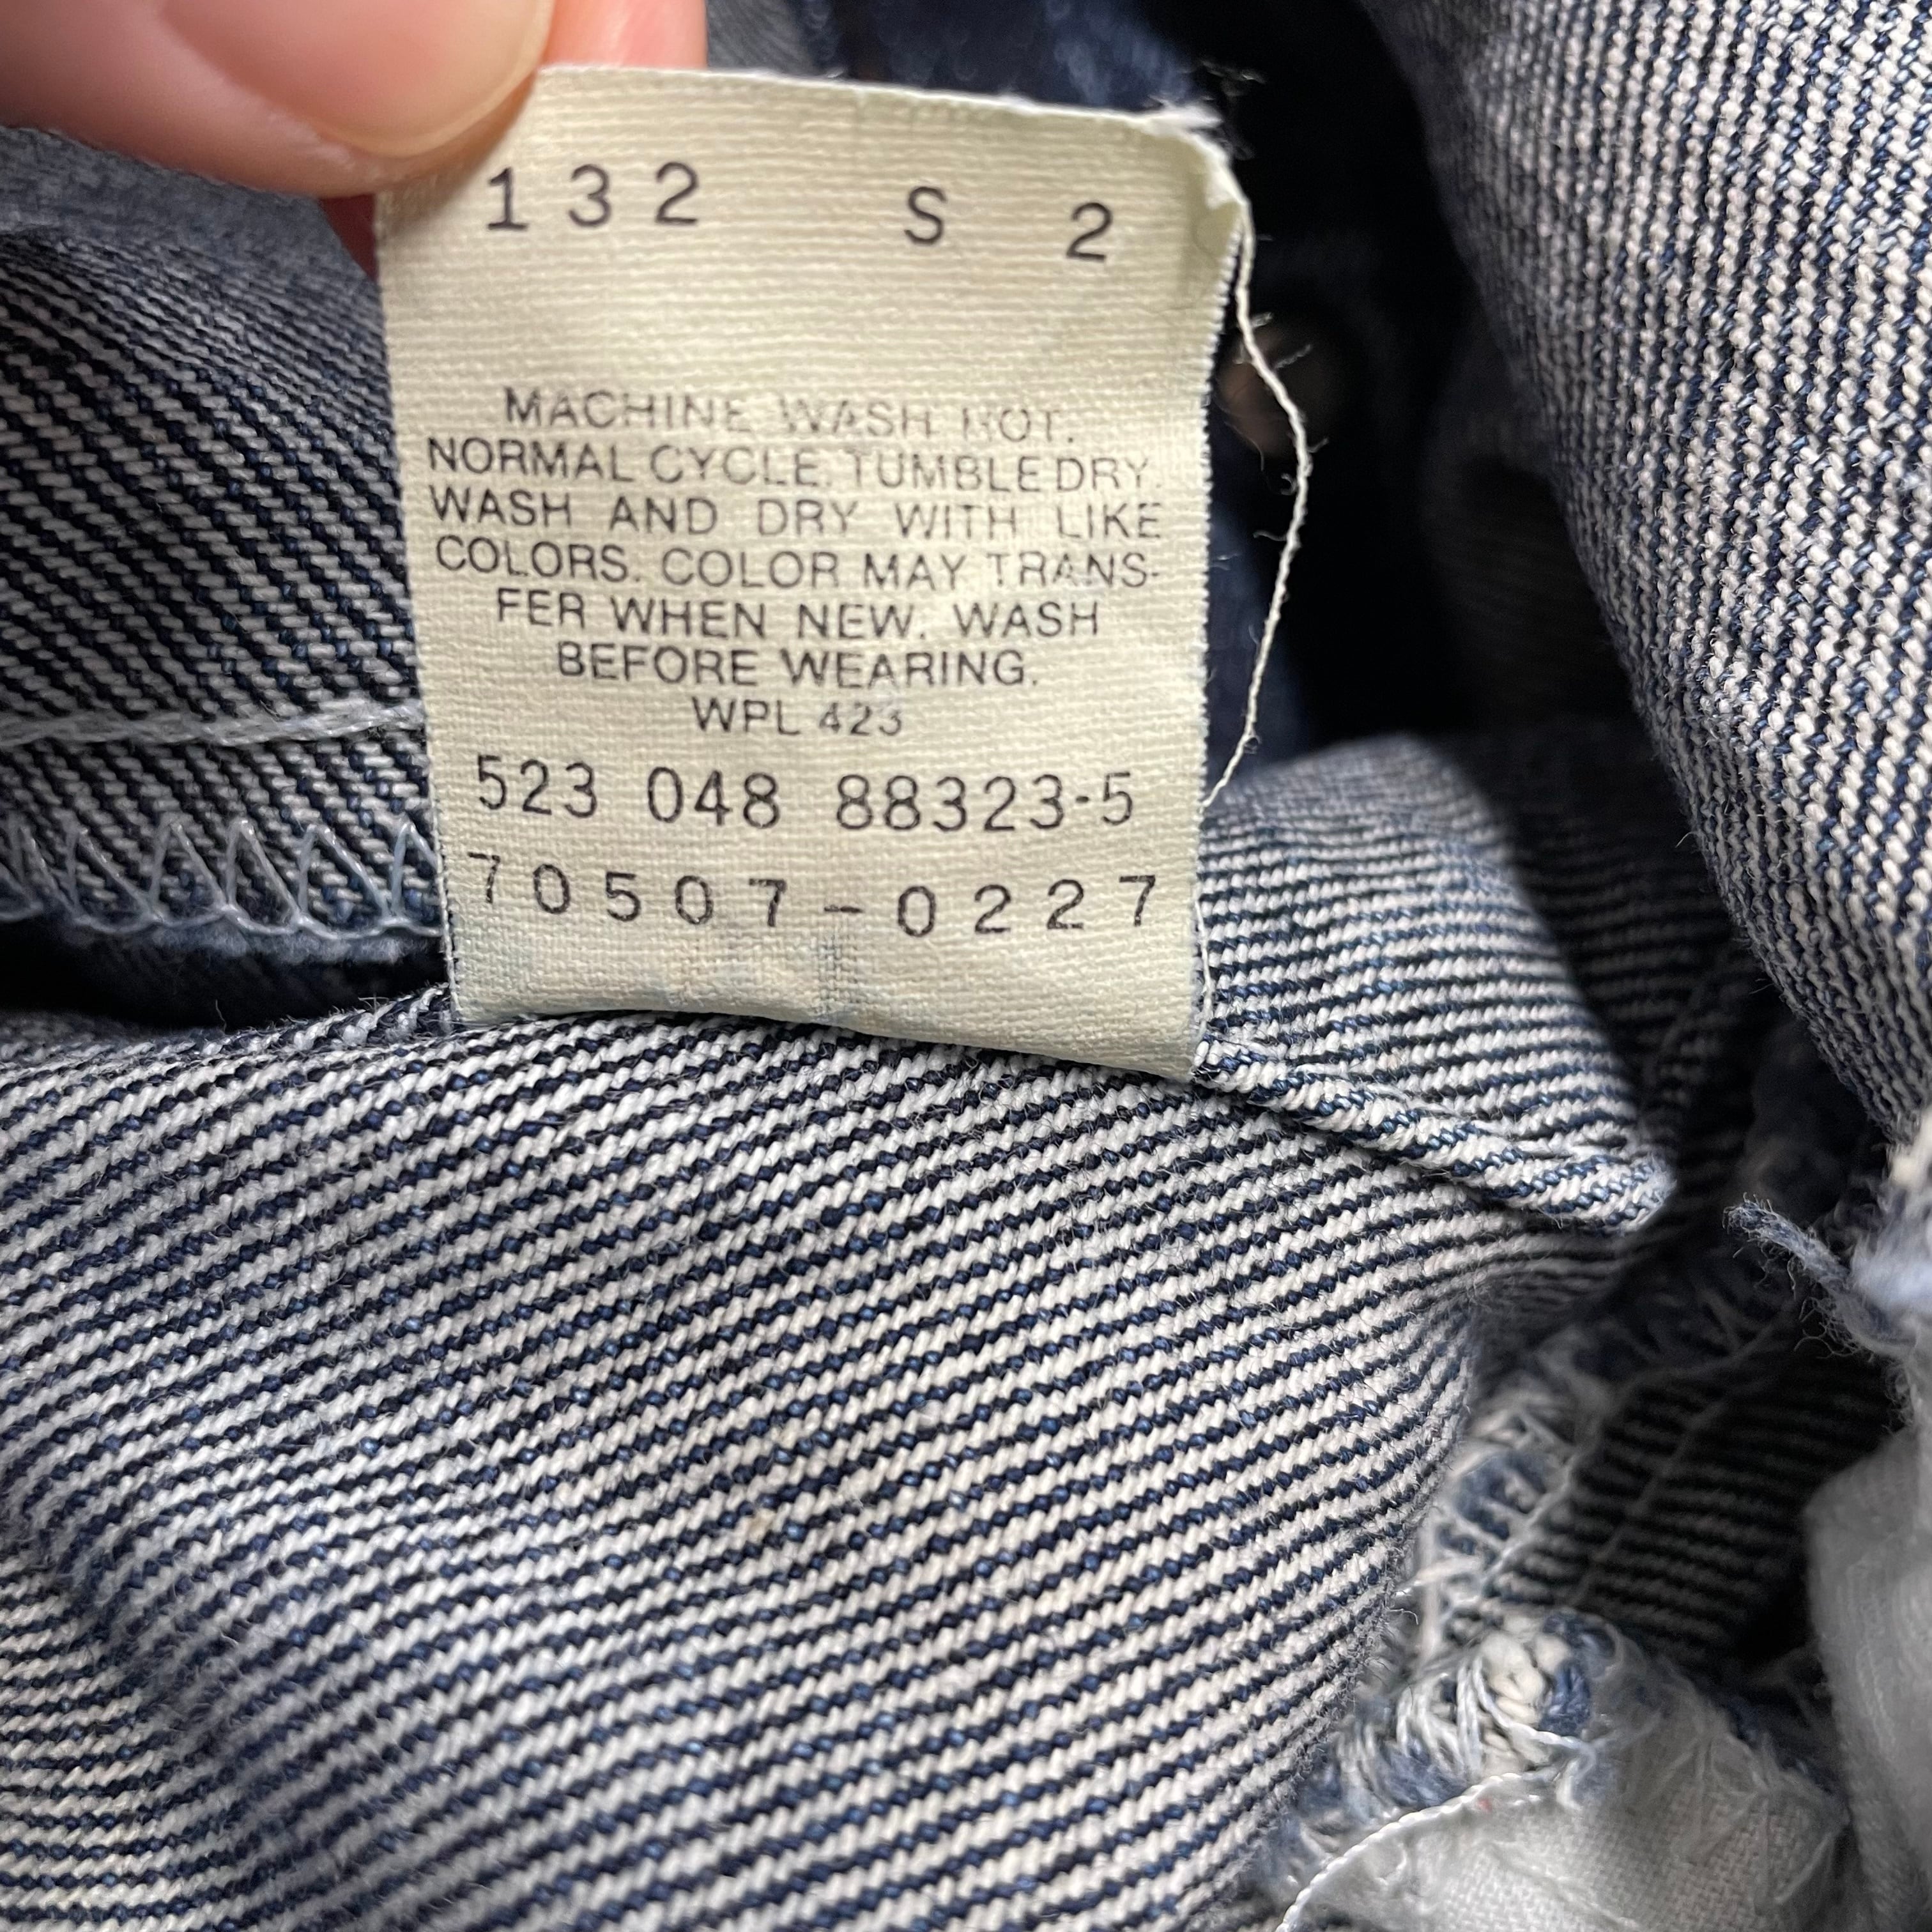 132 S 2
MACHINE WASH HOT.
NORMAL CYCLE. TUMBLE DRY.
WASH AND DRY WITH LIKE
COLORS. COLOR MAY TRANS-
FER WHEN NEW. WASH
BEFORE WEARING.
WPL 423
523 048 88323-5
70507-0227